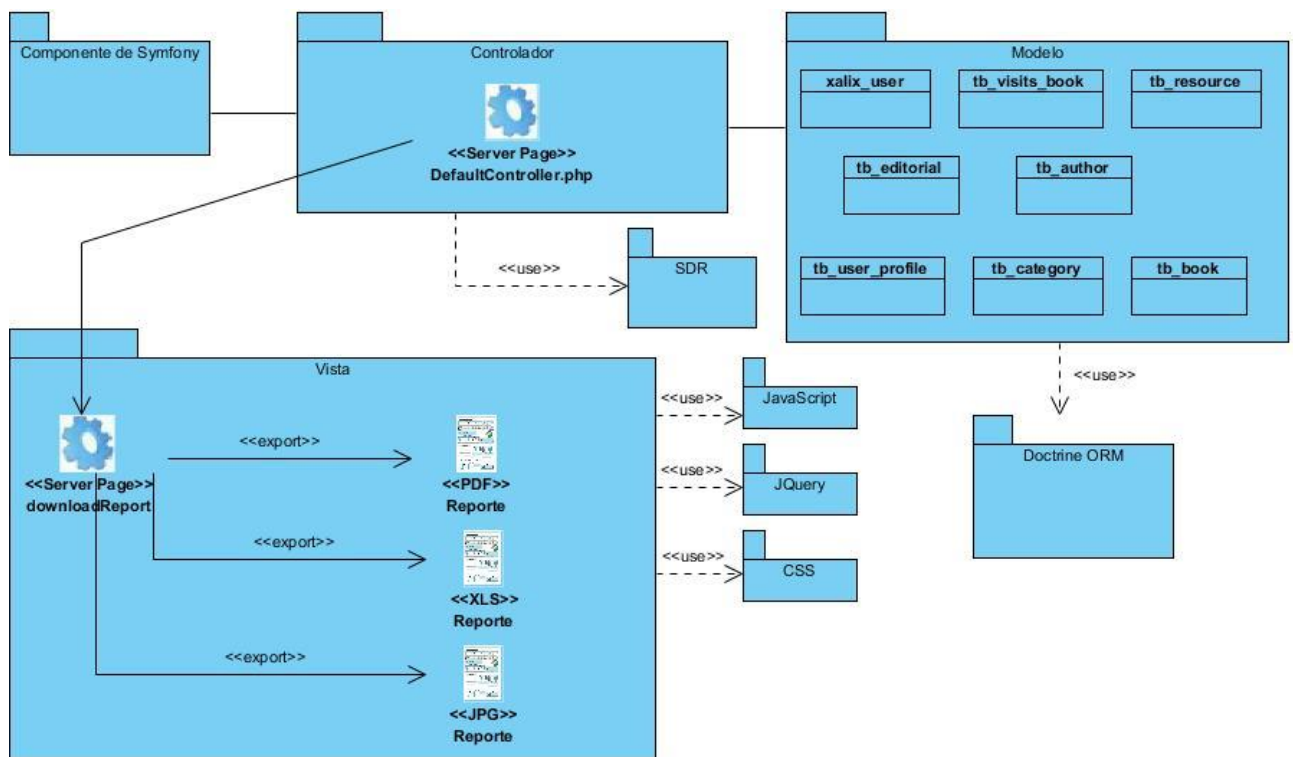 Componente de Symfony
Controlador
<<Server Page>>
DefaultController.php
Modelo
xalix_user
tb_visits_book
tb_resource
tb_editorial
tb_author
tb_user_profile
tb_category
tb_book
<<use>>
SDR
<<use>>
Doctrine ORM
Vista
<<Server Page>>
downloadReport
<<export>>
<<PDF>>
Reporte
<<export>>
<<XLS>>
Reporte
<<export>>
<<JPG>>
Reporte
<<use>>
JavaScript
<<use>>
JQuery
<<use>>
CSS